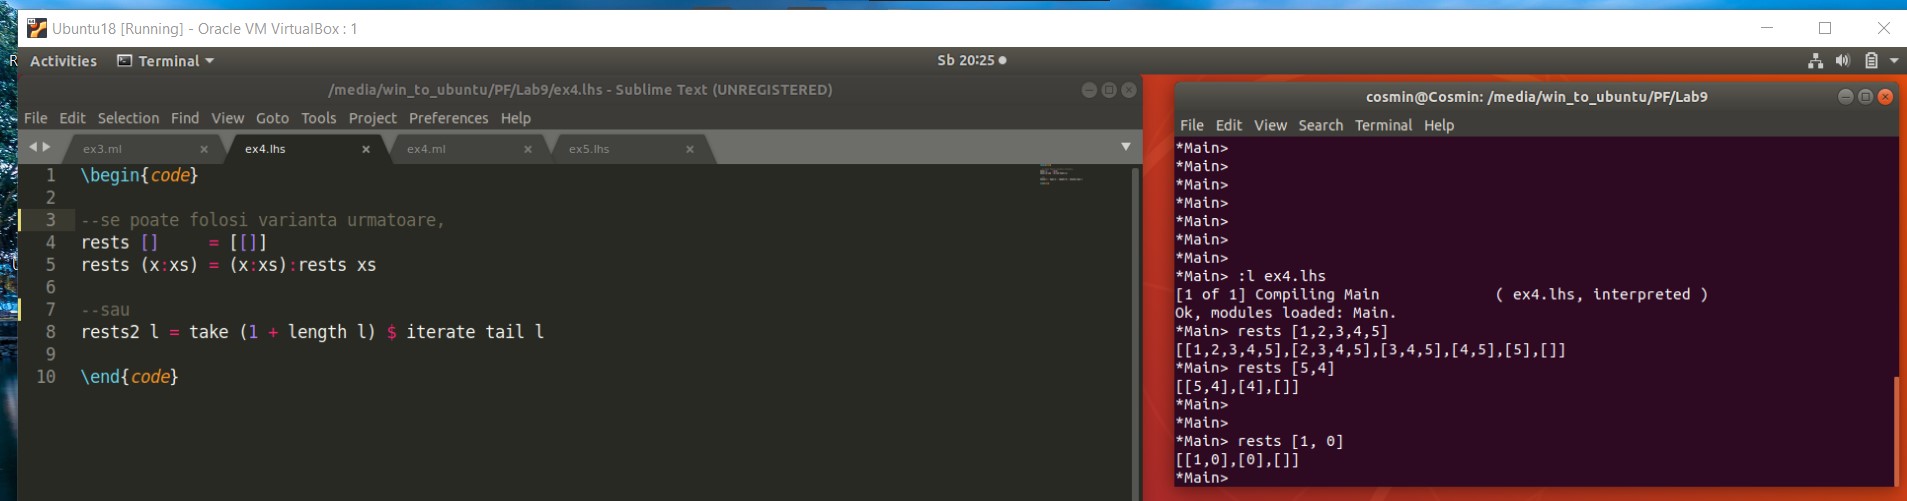 Ubuntu18 [Running] - Oracle VM VirtualBox : 1
Activities Terminal Sb 20:25
/media/win_to_ubuntu/PF/Lab9/ex4.lhs - Sublime Text (UNREGISTERED)
File Edit Selection Find View Goto Tools Project Preferences Help
ex3.ml ex4.lhs ex4.ml ex5.lhs
1 \begin{code}
2
3 --se poate folosi varianta urmatoare,
4 rests []     = [[]]
5 rests (x:xs) = (x:xs):rests xs
6
7 --sau
8 rests2 l = take (1 + length l) $ iterate tail l
9
10 \end{code}
cosmin@Cosmin: /media/win_to_ubuntu/PF/Lab9
File Edit View Search Terminal Help
*Main>
*Main>
*Main>
*Main>
*Main>
*Main>
*Main>
*Main> :l ex4.lhs
[1 of 1] Compiling Main             ( ex4.lhs, interpreted )
Ok, modules loaded: Main.
*Main> rests [1,2,3,4,5]
[[1,2,3,4,5],[2,3,4,5],[3,4,5],[4,5],[5],[]]
*Main> rests [5,4]
[[5,4],[4],[]]
*Main>
*Main>
*Main> rests [1, 0]
[[1,0],[0],[]]
*Main>